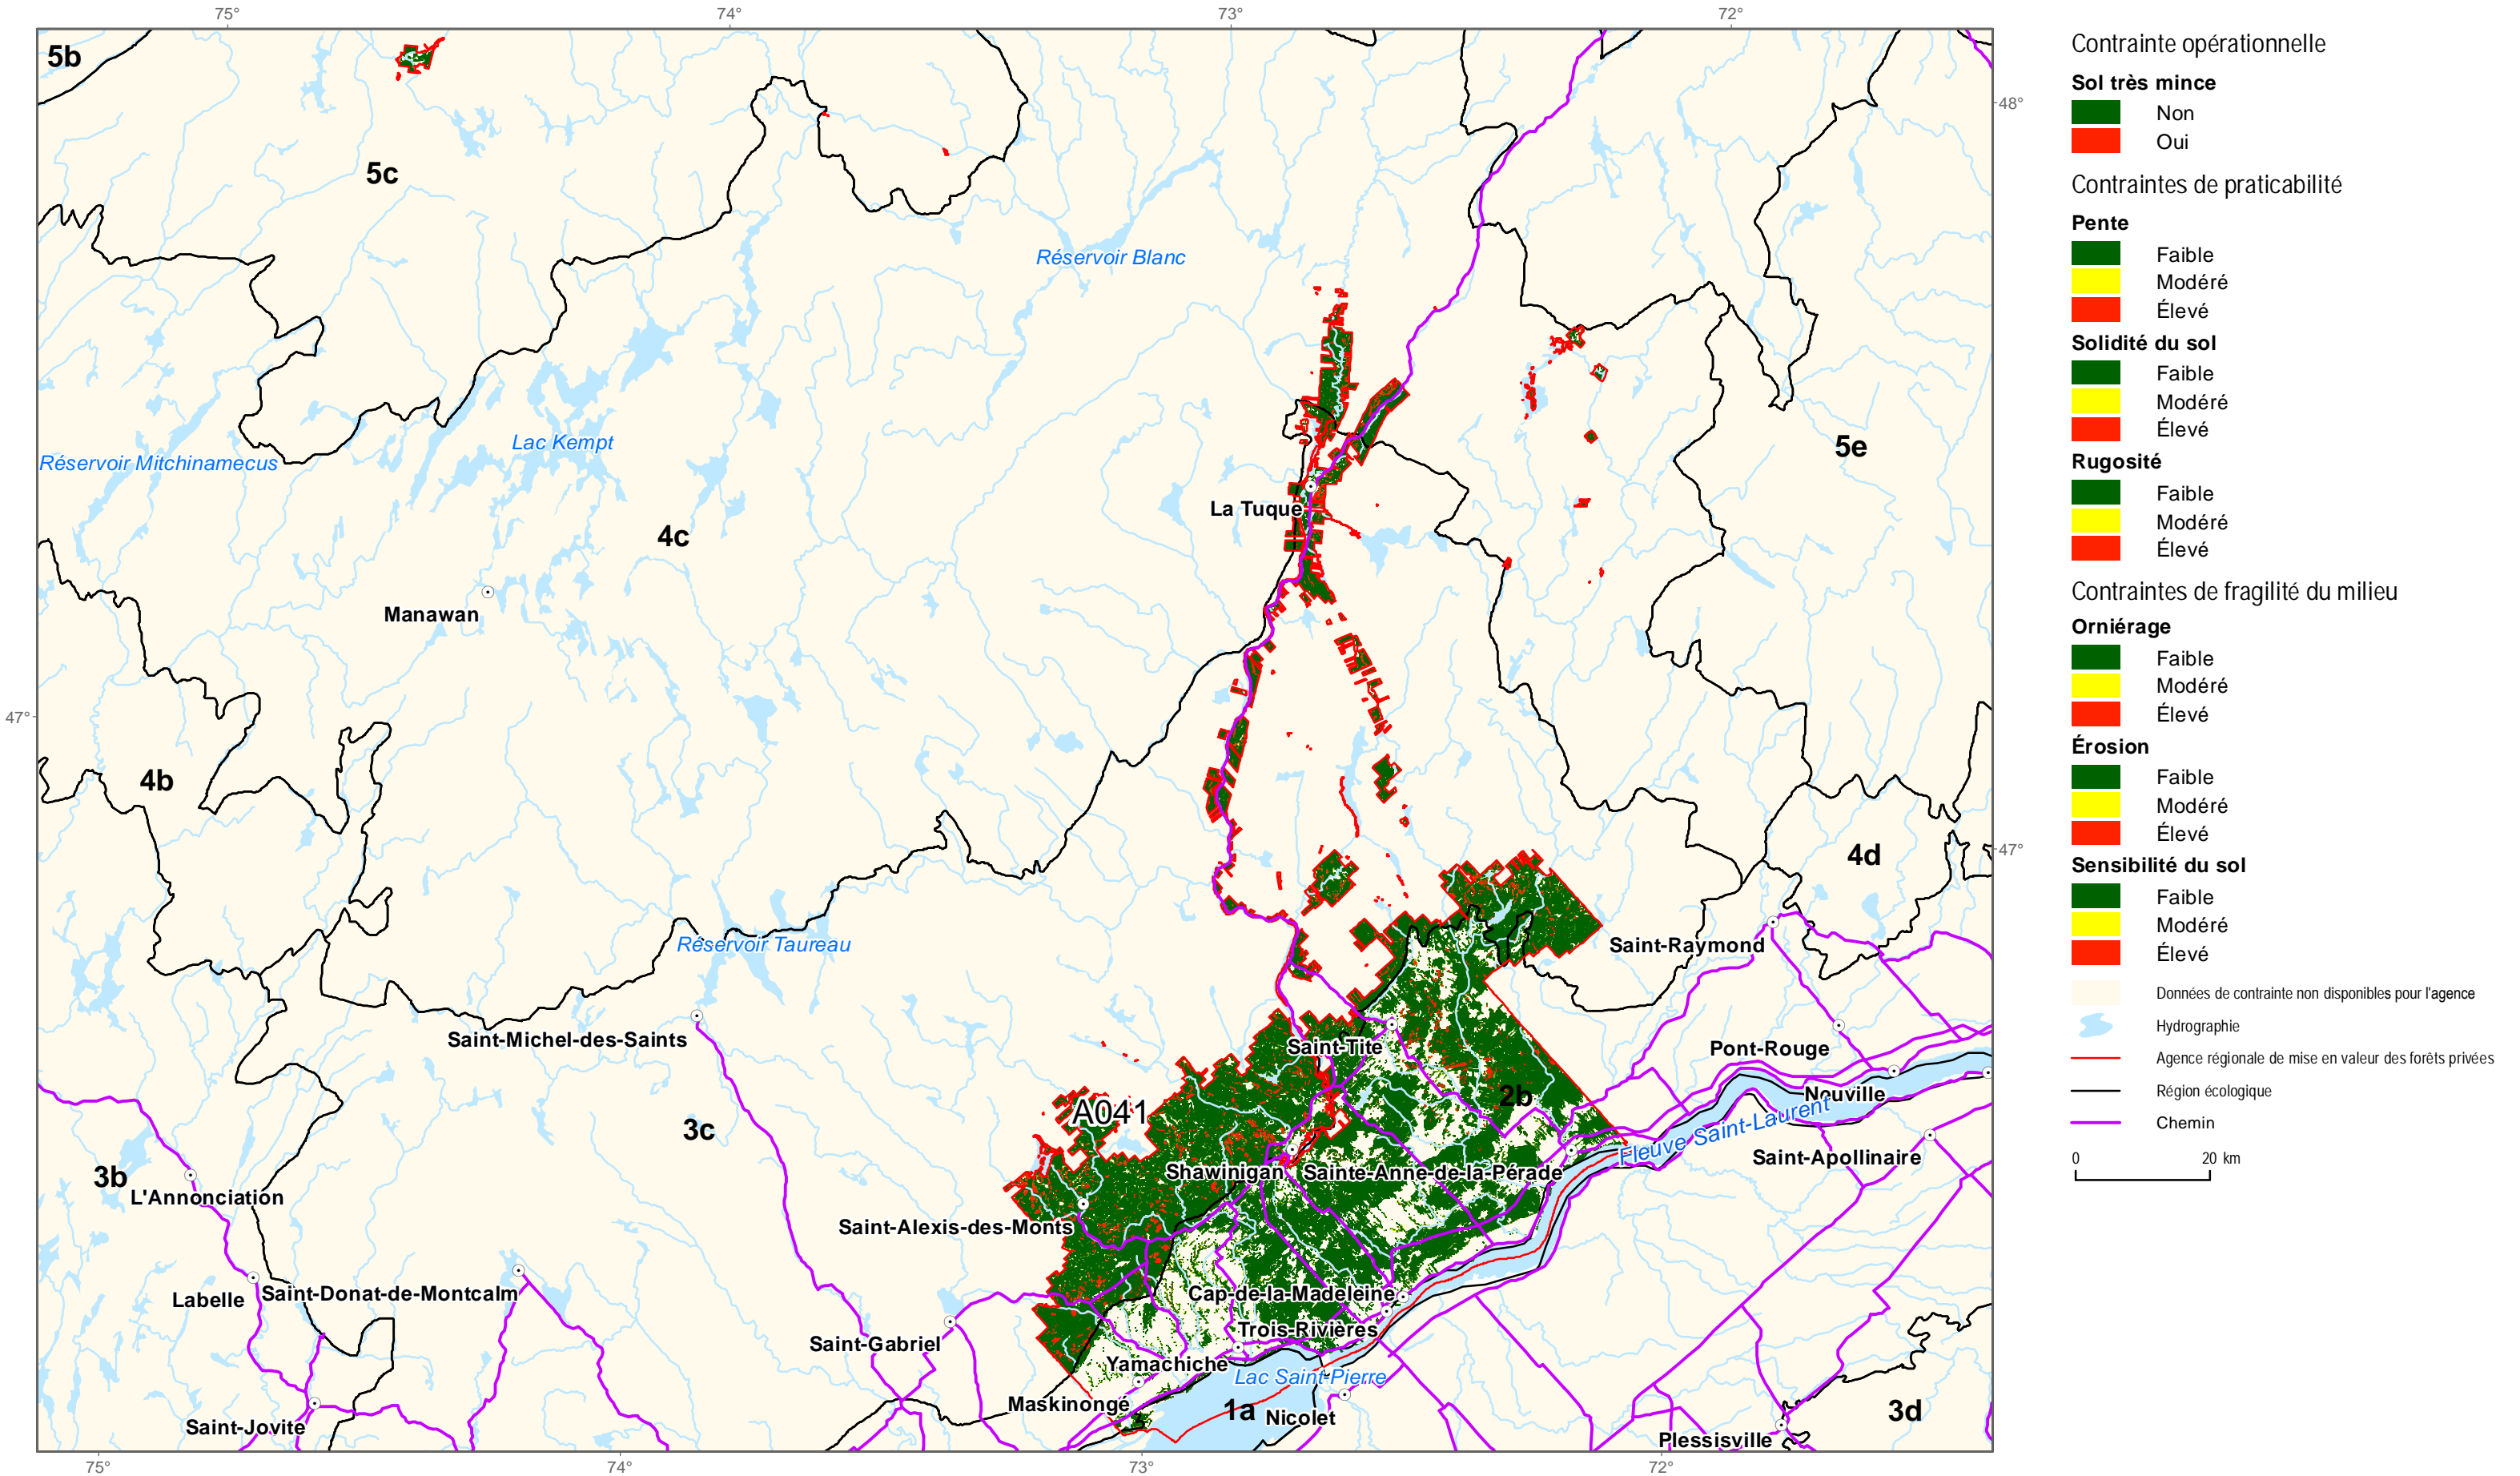 75°
74°
73°
72°
5b
5c
48°
Réservoir Blanc
5e
Lac Kempt
Réservoir Mitchinamecus
La Tuque
4c
Manawan
47°
4b
47°
4d
Saint-Raymond
Réservoir Taureau
Saint-Michel-des-Saints
Saint-Tite
Pont-Rouge
2b
Neuville
A041
3c
Fleuve Saint-Laurent
Saint-Apollinaire
Shawinigan
Sainte-Anne-de-la-Pérade
3b
L'Annonciation
Saint-Alexis-des-Monts
Labelle
Saint-Donat-de-Montcalm
Cap-de-la-Madeleine
Trois-Rivières
Saint-Gabriel
Yamachiche
Lac Saint-Pierre
Maskinongé
1a
Nicolet
3d
Saint-Jovite
Plessisville
75°
74°
73°
72°
Contrainte opérationnelle
Sol très mince
Non
Oui
Contraintes de praticabilité
Pente
Faible
Modéré
Élevé
Solidité du sol
Faible
Modéré
Élevé
Rugosité
Faible
Modéré
Élevé
Contraintes de fragilité du milieu
Orniérage
Faible
Modéré
Élevé
Érosion
Faible
Modéré
Élevé
Sensibilité du sol
Faible
Modéré
Élevé
Données de contrainte non disponibles pour l'agence
Hydrographie
Agence régionale de mise en valeur des forêts privées
Région écologique
Chemin
0 20 km